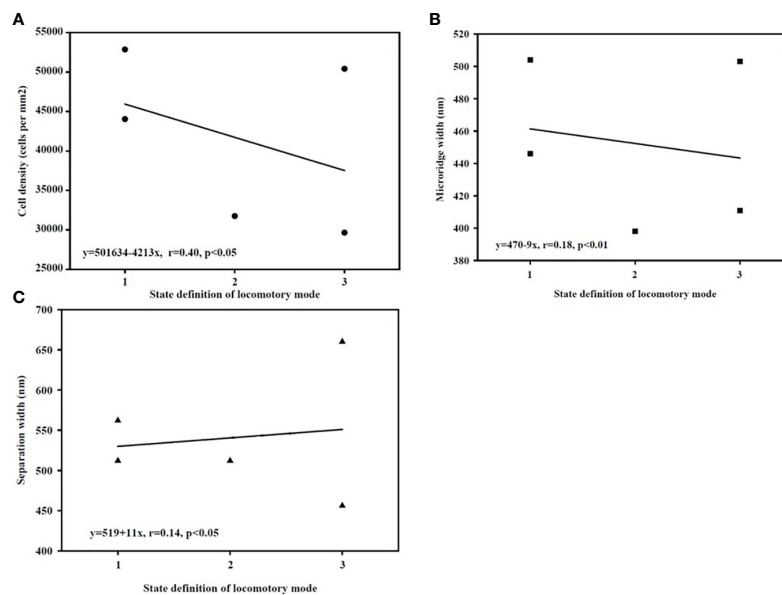 A
55000
50000
45000
40000
35000
30000
25000
Cell density (cells per mm2)
y=501634-4213x, r=0.40, p<0.05
1 2 3
State definition of locomotory mode
B
520
500
480
460
440
420
400
380
Microridge width (nm)
y=470-9x, r=0.18, p<0.01
1 2 3
State definition of locomotory mode
C
700
650
600
550
500
450
400
Separation width (nm)
y=519+11x, r=0.14, p<0.05
1 2 3
State definition of locomotory mode